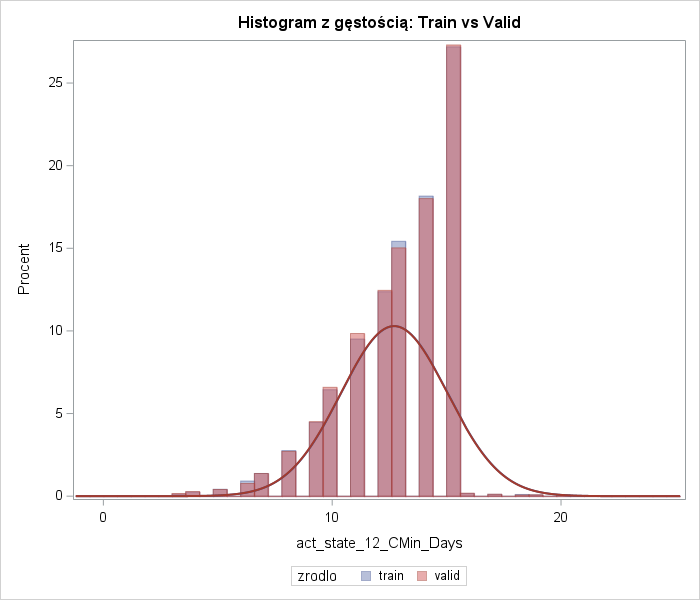 Histogram z gęstością: Train vs Valid
25
20
15
10
5
0
Procent
0 10 20
act_state_12_CMin_Days
zrodlo train valid